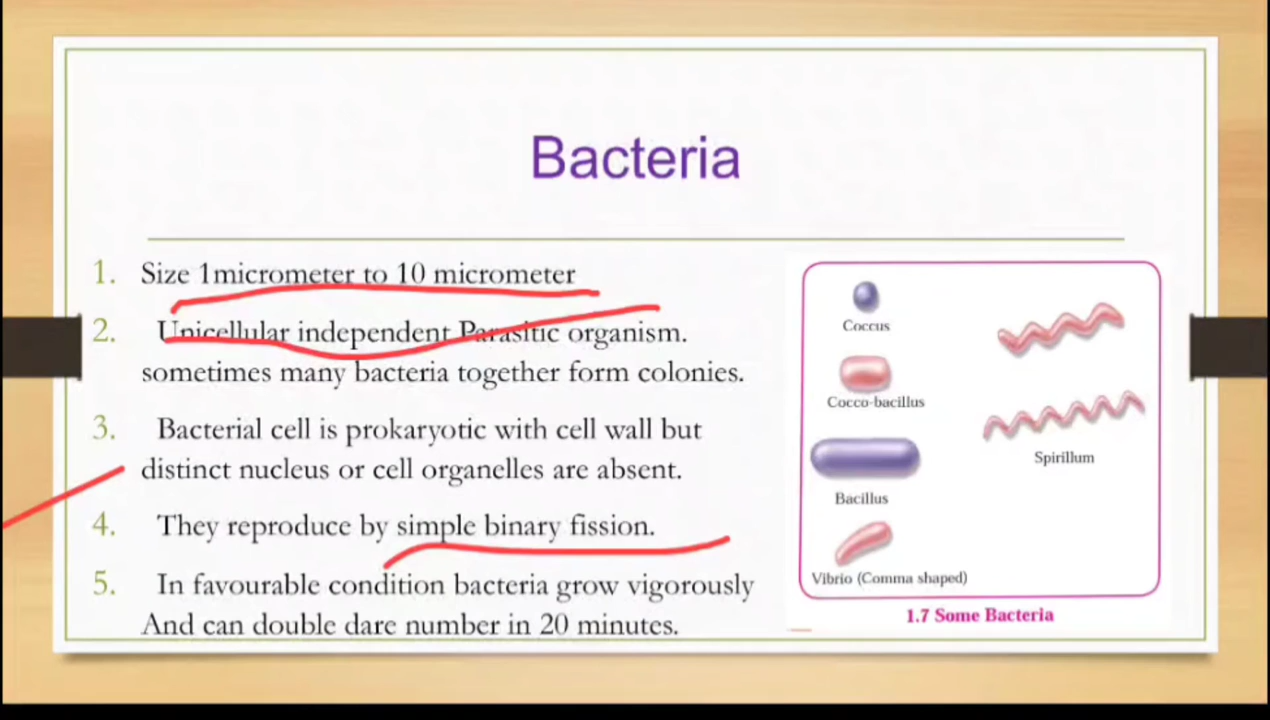 Bacteria
1. Size 1micrometer to 10 micrometer
2. Unicellular independent Parasitic organism.
sometimes many bacteria together form colonies.
3. Bacterial cell is prokaryotic with cell wall but
distinct nucleus or cell organelles are absent.
4. They reproduce by simple binary fission.
5. In favourable condition bacteria grow vigorously
And can double dare number in 20 minutes.
Coccus
Cocco-bacillus
Bacillus
Vibrio (Comma shaped)
Spirillum
1.7 Some Bacteria